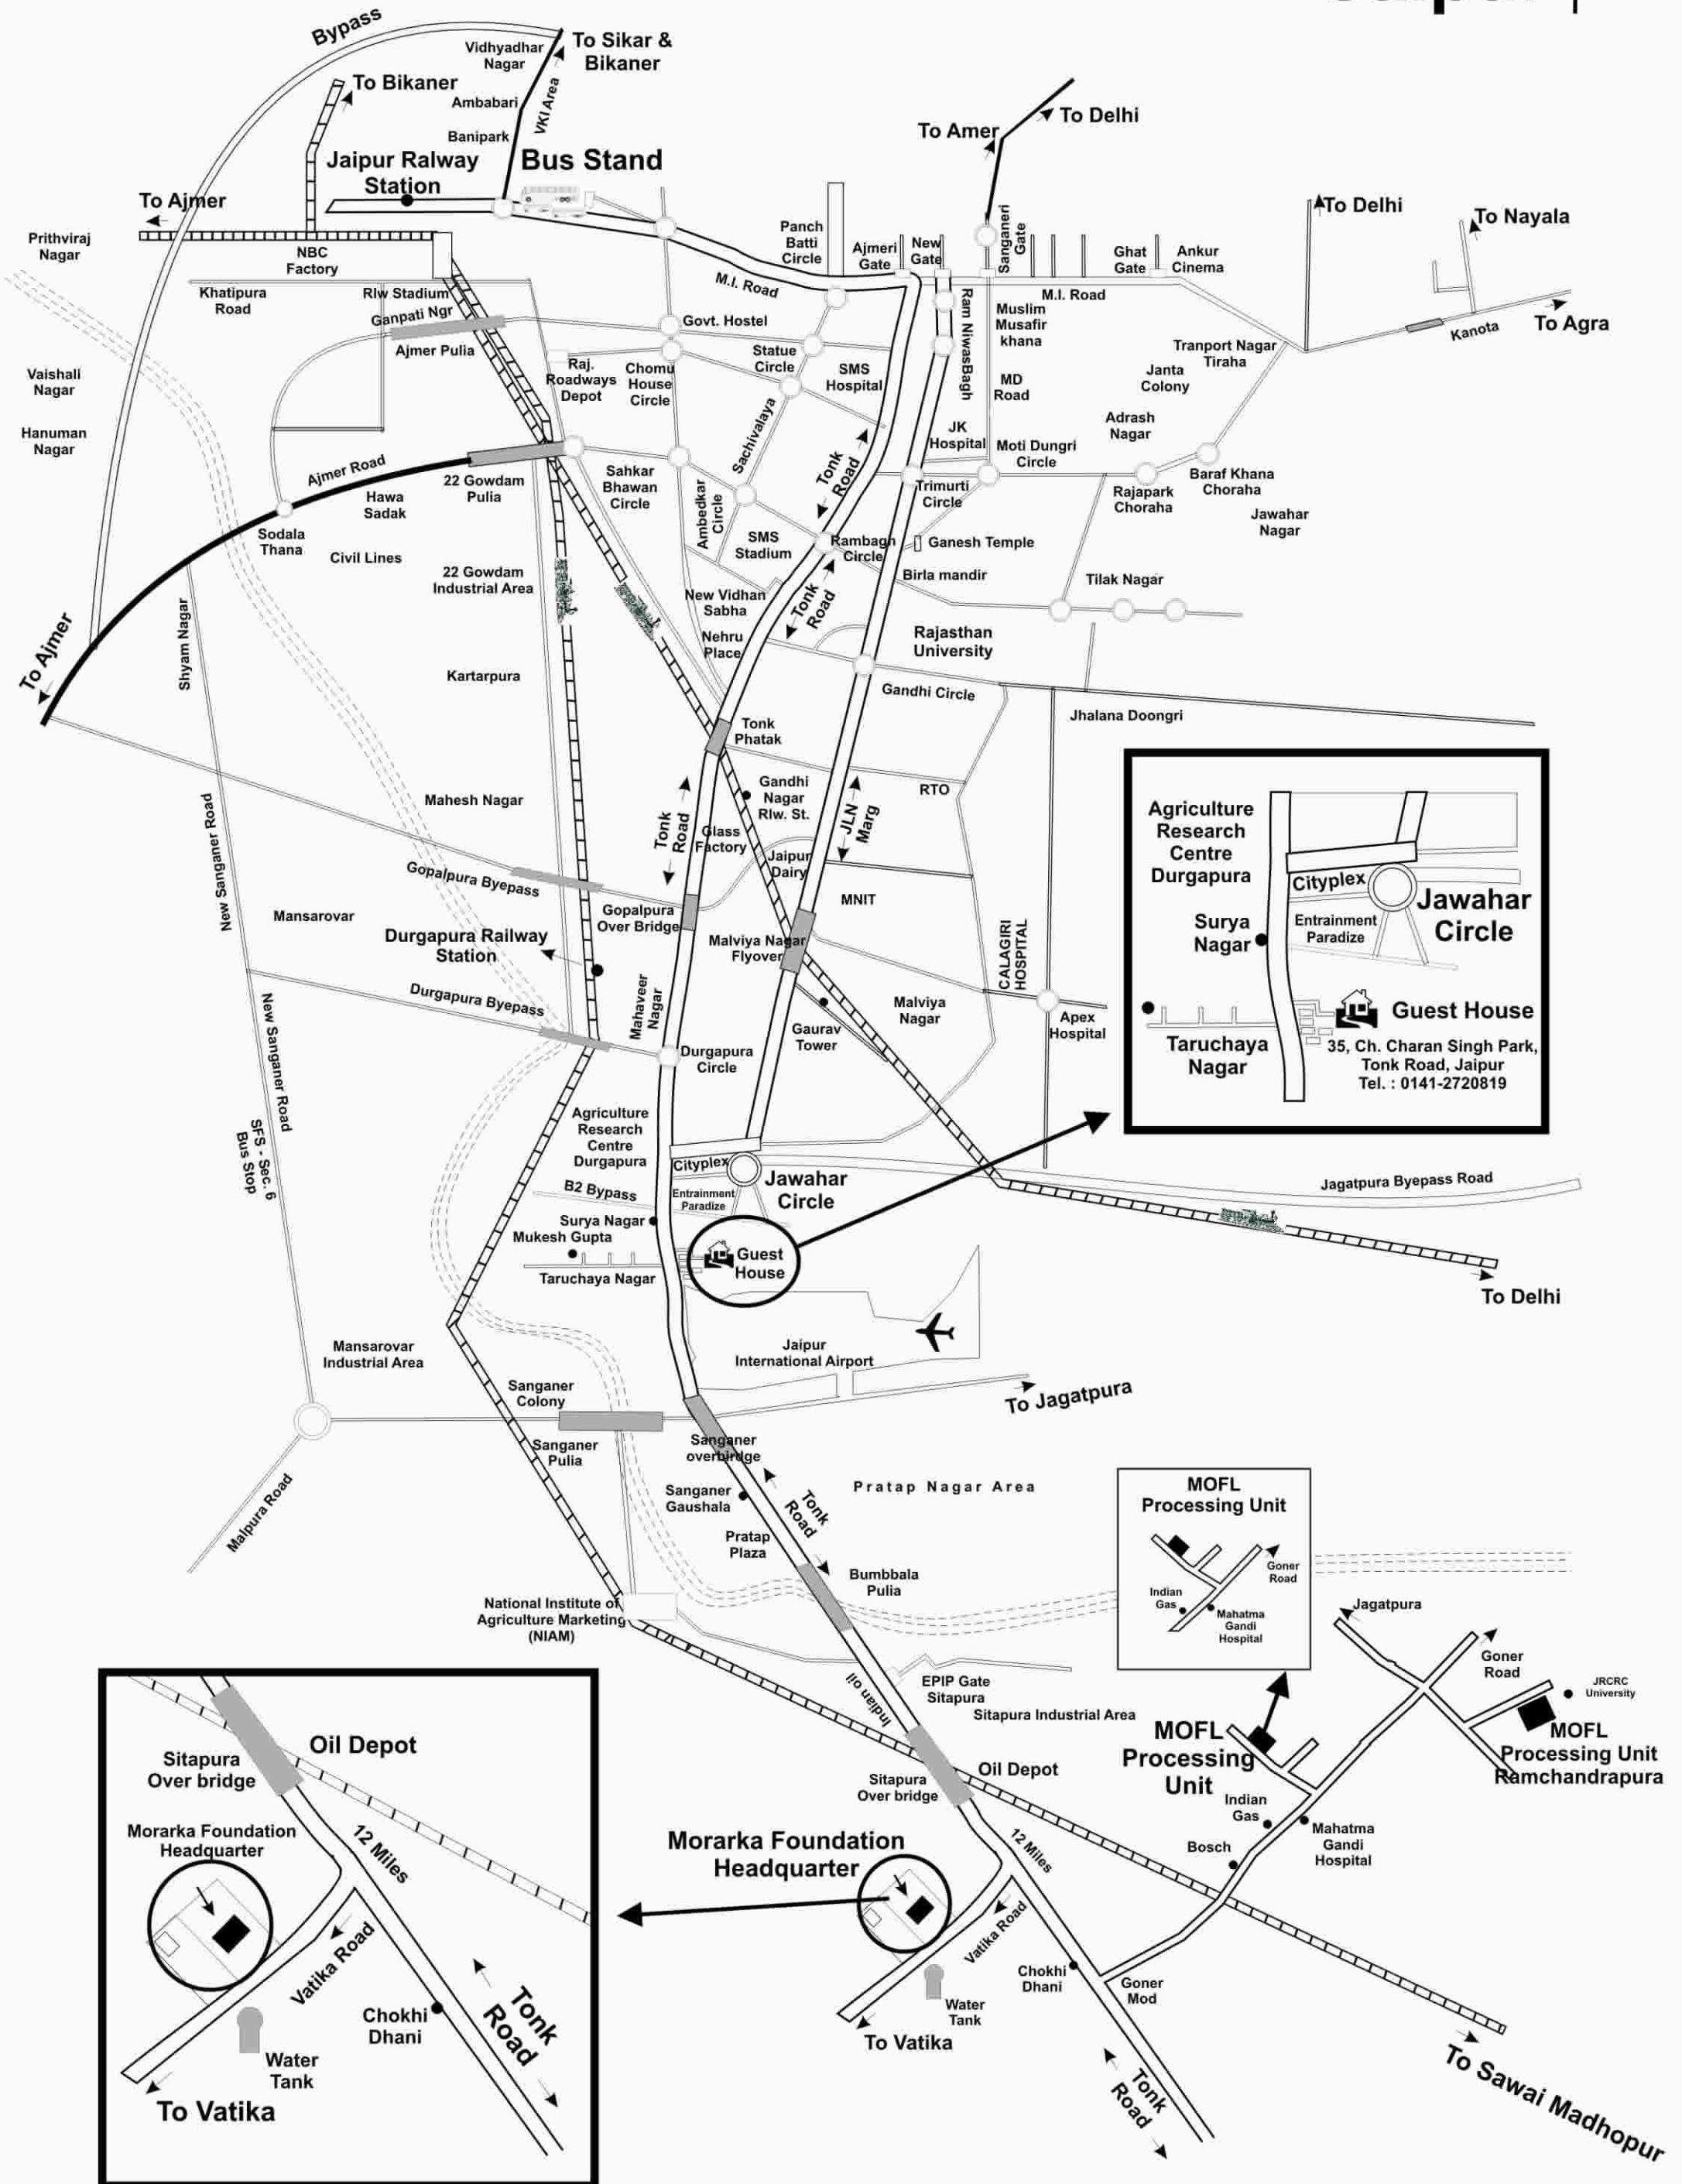 Bypass
Vidhyadhar
Nagar
To Sikar &
Bikaner
To Bikaner
Ambabari
VKI Area
Banipark
To Delhi
To Amer
Jaipur Ralway
Station
Bus Stand
To Ajmer
Prithviraj
Nagar
NBC
Factory
Panch
Batti
Circle
Ajmeri
Gate
New
Gate
Sanganeri
Gate
Ghat
Gate
Ankur
Cinema
To Delhi
To Nayala
Khatipura
Road
Rlw Stadium
Ganpati Ngr
Ajmer Pulia
M.I. Road
M.I. Road
Govt. Hostel
Ram NiwasBagh
Muslim
Musafir
khana
Kanota
To Agra
Vaishali
Nagar
Raj.
Roadways
Depot
Chomu
House
Circle
Statue
Circle
SMS
Hospital
MD
Road
Tranport Nagar
Tiraha
Janta
Colony
Hanuman
Nagar
Sachivalaya
JK
Hospital
Moti Dungri
Circle
Adrash
Nagar
Ajmer Road
Hawa
Sadak
22 Gowdam
Pulia
Sahkar
Bhawan
Circle
Ambedkar
Circle
Tonk
Road
Trimurti
Circle
Rajapark
Choraha
Baraf Khana
Choraha
Jawahar
Nagar
Sodala
Thana
Civil Lines
22 Gowdam
Industrial Area
SMS
Stadium
Rambagh
Circle
Ganesh Temple
Birla mandir
Tilak Nagar
To Ajmer
Shyam Nagar
New Vidhan
Sabha
Tonk
Road
Nehru
Place
Rajasthan
University
Kartarpura
Gandhi Circle
Jhalana Doongri
Tonk
Phatak
Mahesh Nagar
Gandhi
Nagar
Rlw. St.
RTO
New Sanganer Road
Tonk
Road
Glass
Factory
JLN
Marg
Jaipur
Dairy
Gopalpura Byepass
MNIT
Mansarovar
Gopalpura
Over Bridge
Durgapura Railway
Station
Malviya Nagar
Flyover
CALAGIRI
HOSPITAL
Durgapura Byepass
Mahaveer
Nagar
Malviya
Nagar
Gaurav
Tower
Apex
Hospital
New Sanganer Road
Durgapura
Circle
SFS - Sec. 6
Bus Stop
Agriculture
Research
Centre
Durgapura
Cityplex
Jawahar
Circle
B2 Bypass
Entrainment
Paradize
Jagatpura Byepass Road
Surya Nagar
Mukesh Gupta
Guest
House
Taruchaya Nagar
To Delhi
Agriculture
Research
Centre
Durgapura
Cityplex
Jawahar
Circle
Surya
Nagar
Entrainment
Paradize
Guest House
Taruchaya
Nagar
35, Ch. Charan Singh Park,
Tonk Road, Jaipur
Tel. : 0141-2720819
Mansarovar
Industrial Area
Jaipur
International Airport
Sanganer
Colony
To Jagatpura
Sanganer
Pulia
Sanganer
overbirdge
Malpura Road
Sanganer
Gaushala
Tonk
Road
Pratap Nagar Area
Pratap
Plaza
Bumbbala
Pulia
MOFL
Processing Unit
Goner
Road
Indian
Gas
Mahatma
Gandi
Hospital
National Institute of
Agriculture Marketing
(NIAM)
Jagatpura
Goner
Road
JRCRC
University
Indian oil
EPIP Gate
Sitapura
Sitapura Industrial Area
MOFL
Processing
Unit
MOFL
Processing Unit
Ramchandrapura
Sitapura
Over bridge
Oil Depot
Indian
Gas
Mahatma
Gandi
Hospital
Bosch
Morarka Foundation
Headquarter
12 Miles
Vatika Road
Chokhi
Dhani
Goner
Mod
Water
Tank
To Vatika
Tonk
Road
To Sawai Madhopur
Sitapura
Over bridge
Oil Depot
Morarka Foundation
Headquarter
12 Miles
Vatika Road
Chokhi
Dhani
Tonk
Road
Water
Tank
To Vatika